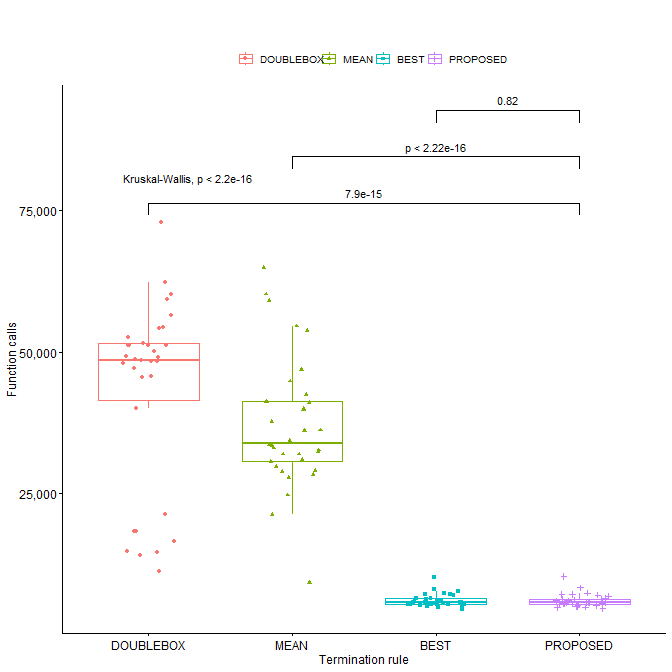 DOUBLEBOX MEAN BEST PROPOSED
0.82
p < 2.22e-16
Kruskal-Wallis, p < 2.2e-16
7.9e-15
75,000
50,000
25,000
Function calls
DOUBLEBOX MEAN BEST PROPOSED
Termination rule